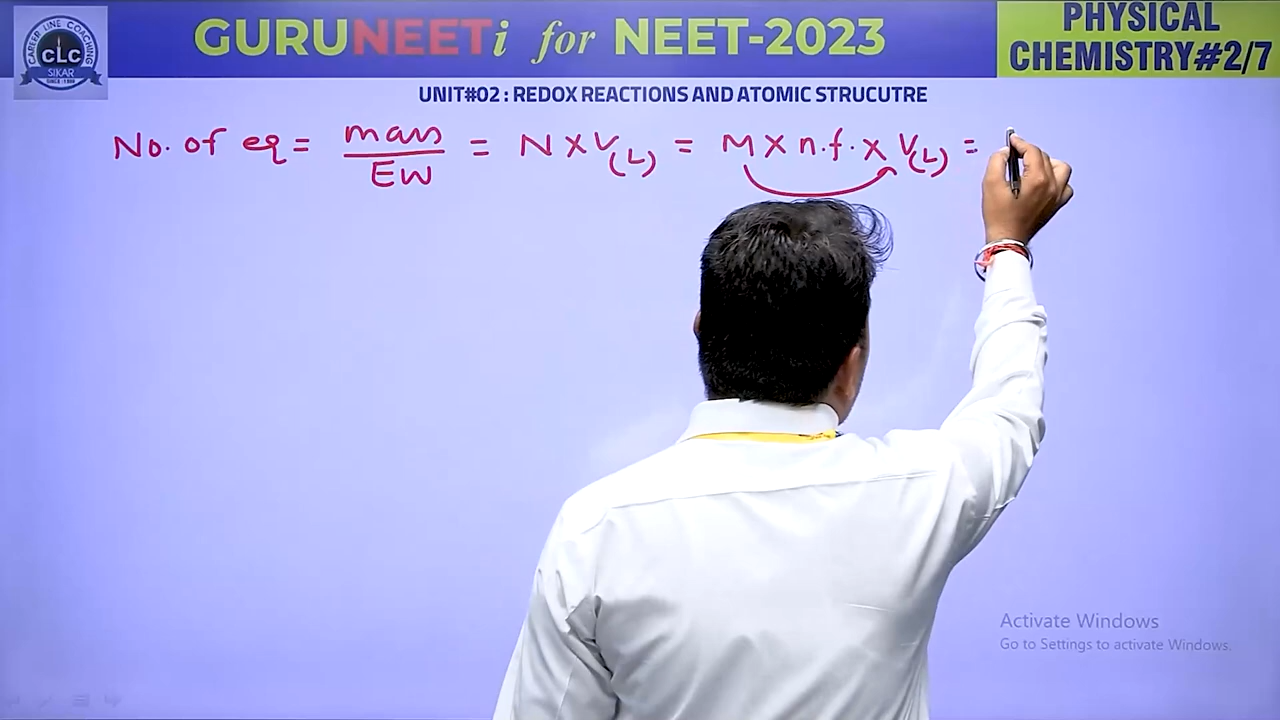 GURUNEETi for NEET-2023
PHYSICAL
CHEMISTRY#2/7
CAREER LINE COACHING
CLC
SIKAR
UNIT#02 : REDOX REACTIONS AND ATOMIC STRUCUTRE
No. of eq = mass/EW = N X V(L) = M X n.f. X V(L) =
Activate Windows
Go to Settings to activate Windows.